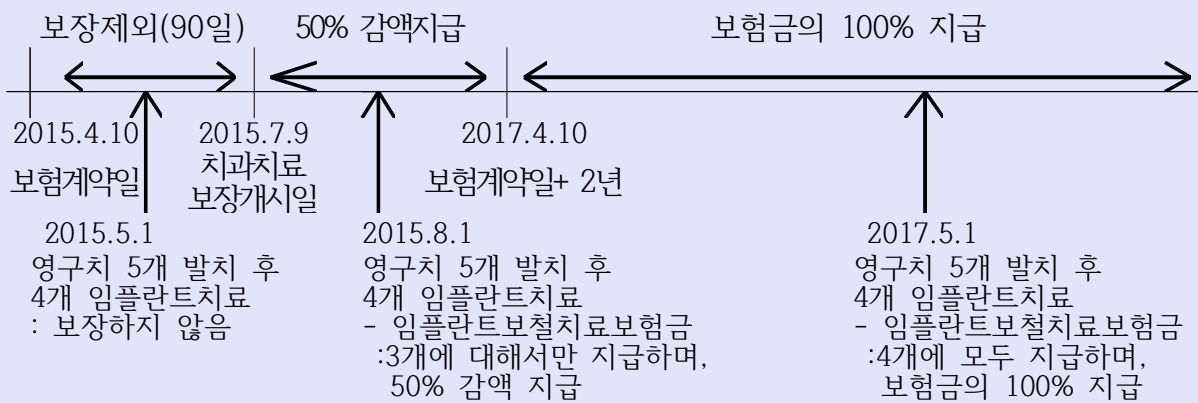 보장제외(90일) 50% 감액지급 보험금의 100% 지급
2015.4.10 2015.7.9 2017.4.10
보험계약일 치과치료 보험계약일+ 2년
보장개시일
2015.5.1 2015.8.1 2017.5.1
영구치 5개 발치 후 영구치 5개 발치 후 영구치 5개 발치 후
4개 임플란트치료 4개 임플란트치료 4개 임플란트치료
: 보장하지 않음 - 임플란트보철치료보험금 - 임플란트보철치료보험금
:3개에 대해서만 지급하며, :4개에 모두 지급하며,
50% 감액 지급 보험금의 100% 지급